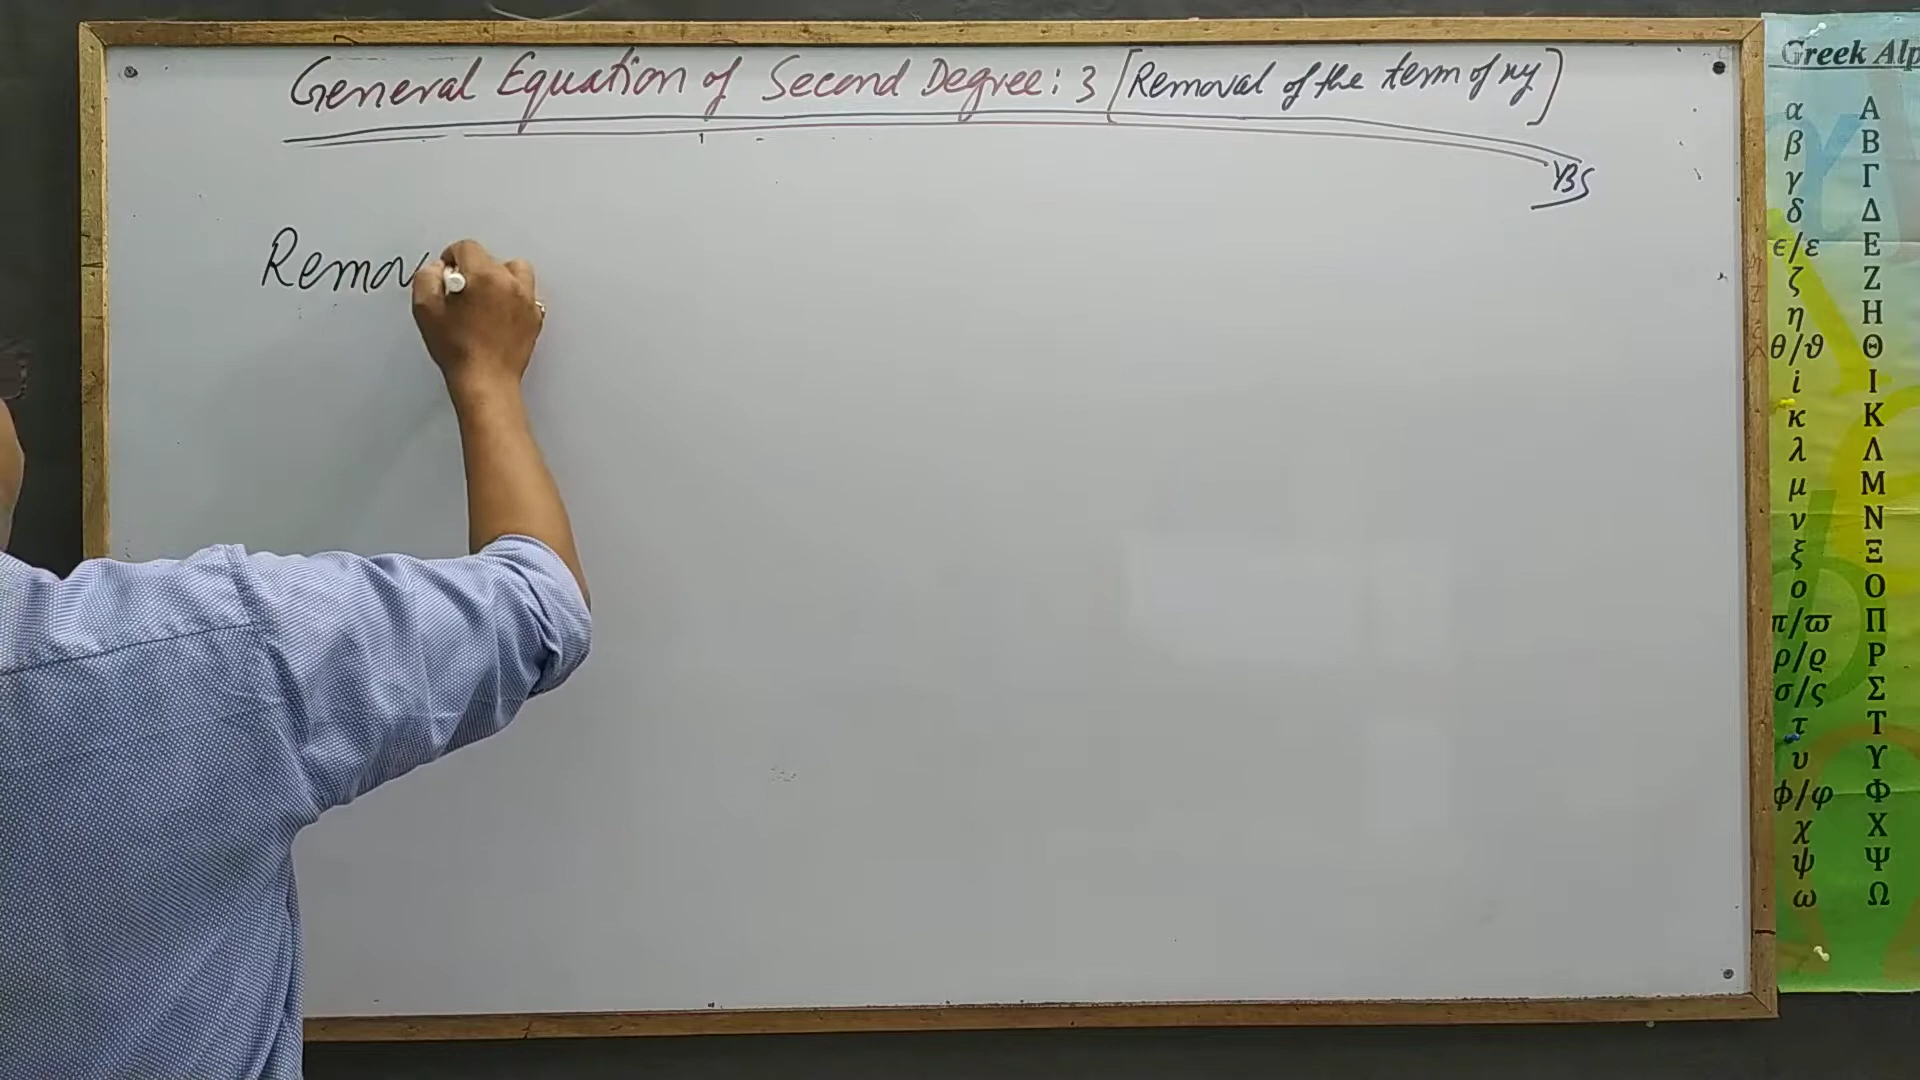 General Equation of Second Degree: 3 [Removal of the term of xy]
YBS
Remov
Greek Alp
α Α
β Β
γ Γ
δ Δ
ϵ/ε Ε
ζ Ζ
η Η
θ/ϑ Θ
i Ι
κ Κ
λ Λ
μ Μ
ν Ν
ξ Ξ
ο Ο
π/ϖ Π
ρ/ϱ Ρ
σ/ς Σ
τ Τ
υ Υ
ϕ/φ Φ
χ Χ
ψ Ψ
ω Ω